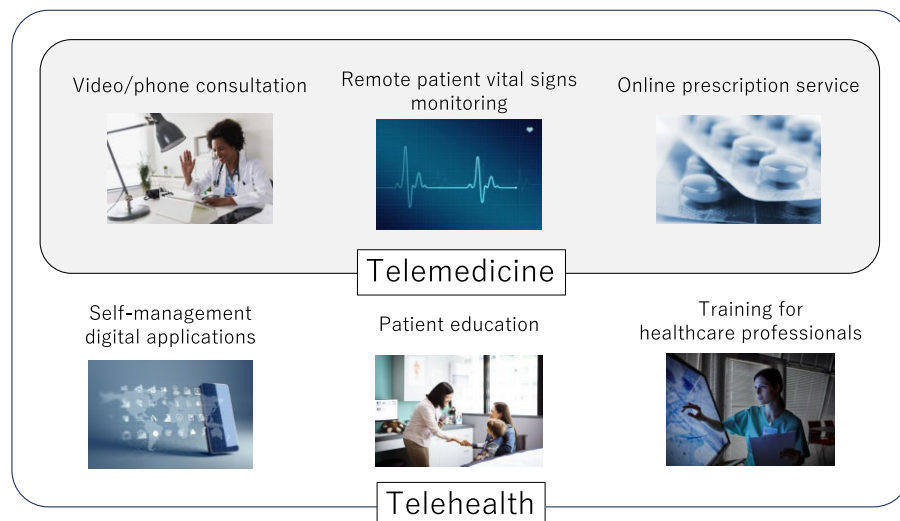 Video/phone consultation
Remote patient vital signs
monitoring
Online prescription service
Telemedicine
Self-management
digital applications
Patient education
Training for
healthcare professionals
Telehealth